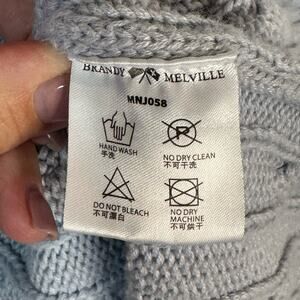 BRANDY MELVILLE
MNJ058
HAND WASH
手洗
P
NO DRY CLEAN
不可干洗
DO NOT BLEACH
不可漂白
NO DRY
MACHINE
不可烘干